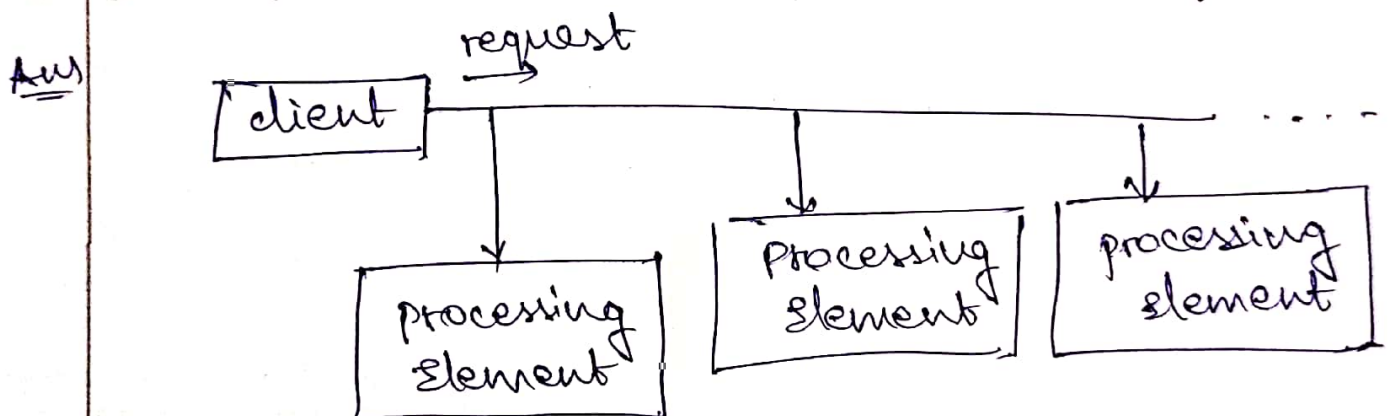 Ans
request
client
. . . .
processing
Element
Processing
Element
processing
element